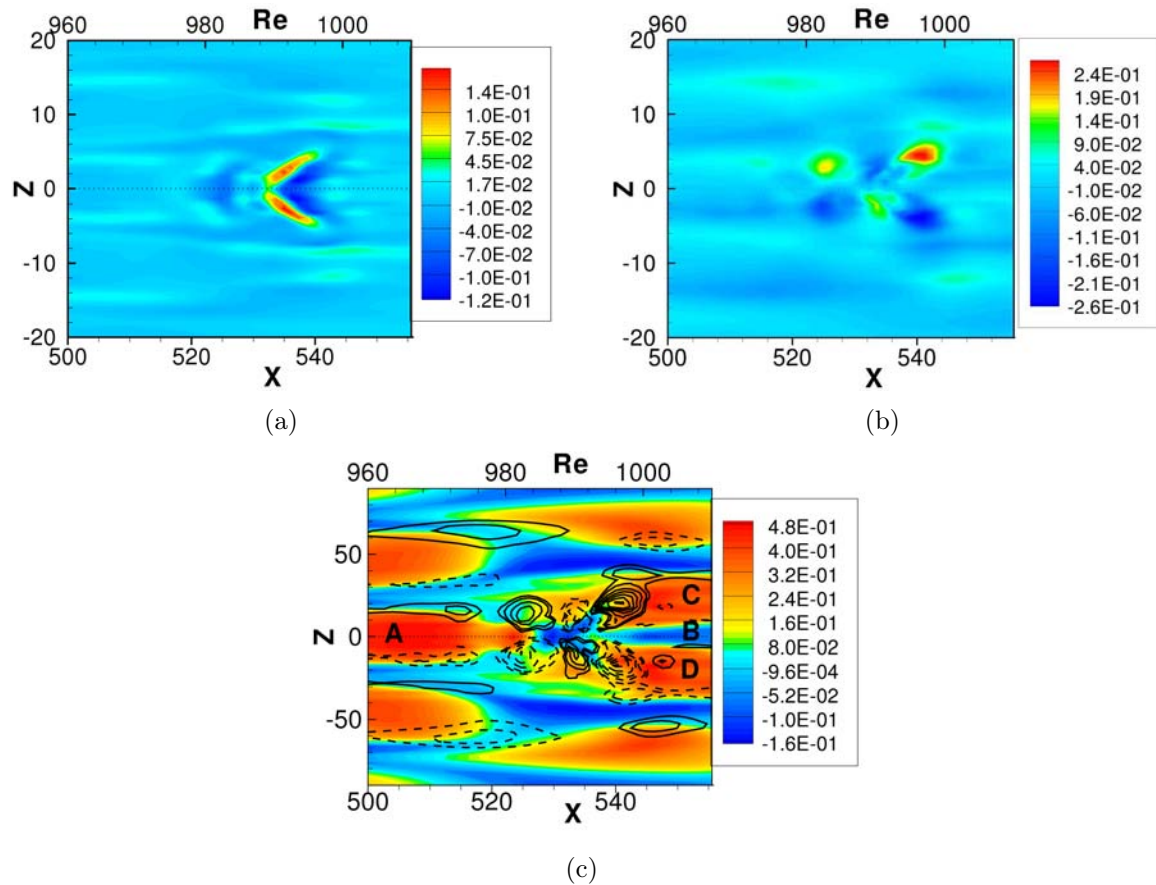 960 980 Re 1000
20
10
0
-10
-20
Z
500 520 540
X
1.4E-01
1.0E-02
7.5E-02
4.5E-02
1.7E-02
-1.0E-02
-4.0E-02
-7.0E-02
-1.0E-01
-1.2E-01
(a)
960 980 Re 1000
20
10
0
-10
-20
Z
500 520 540
X
2.4E-01
1.9E-01
1.4E-01
9.0E-02
4.0E-02
-1.0E-02
-6.0E-02
-1.1E-01
-1.6E-01
-2.1E-01
-2.6E-01
(b)
960 980 Re 1000
50
0
-50
Z
A
C
B
D
500 520 540
X
4.8E-01
4.0E-01
3.2E-01
2.4E-01
1.6E-01
8.0E-02
-9.6E-04
-5.2E-02
-1.0E-01
-1.6E-01
(c)